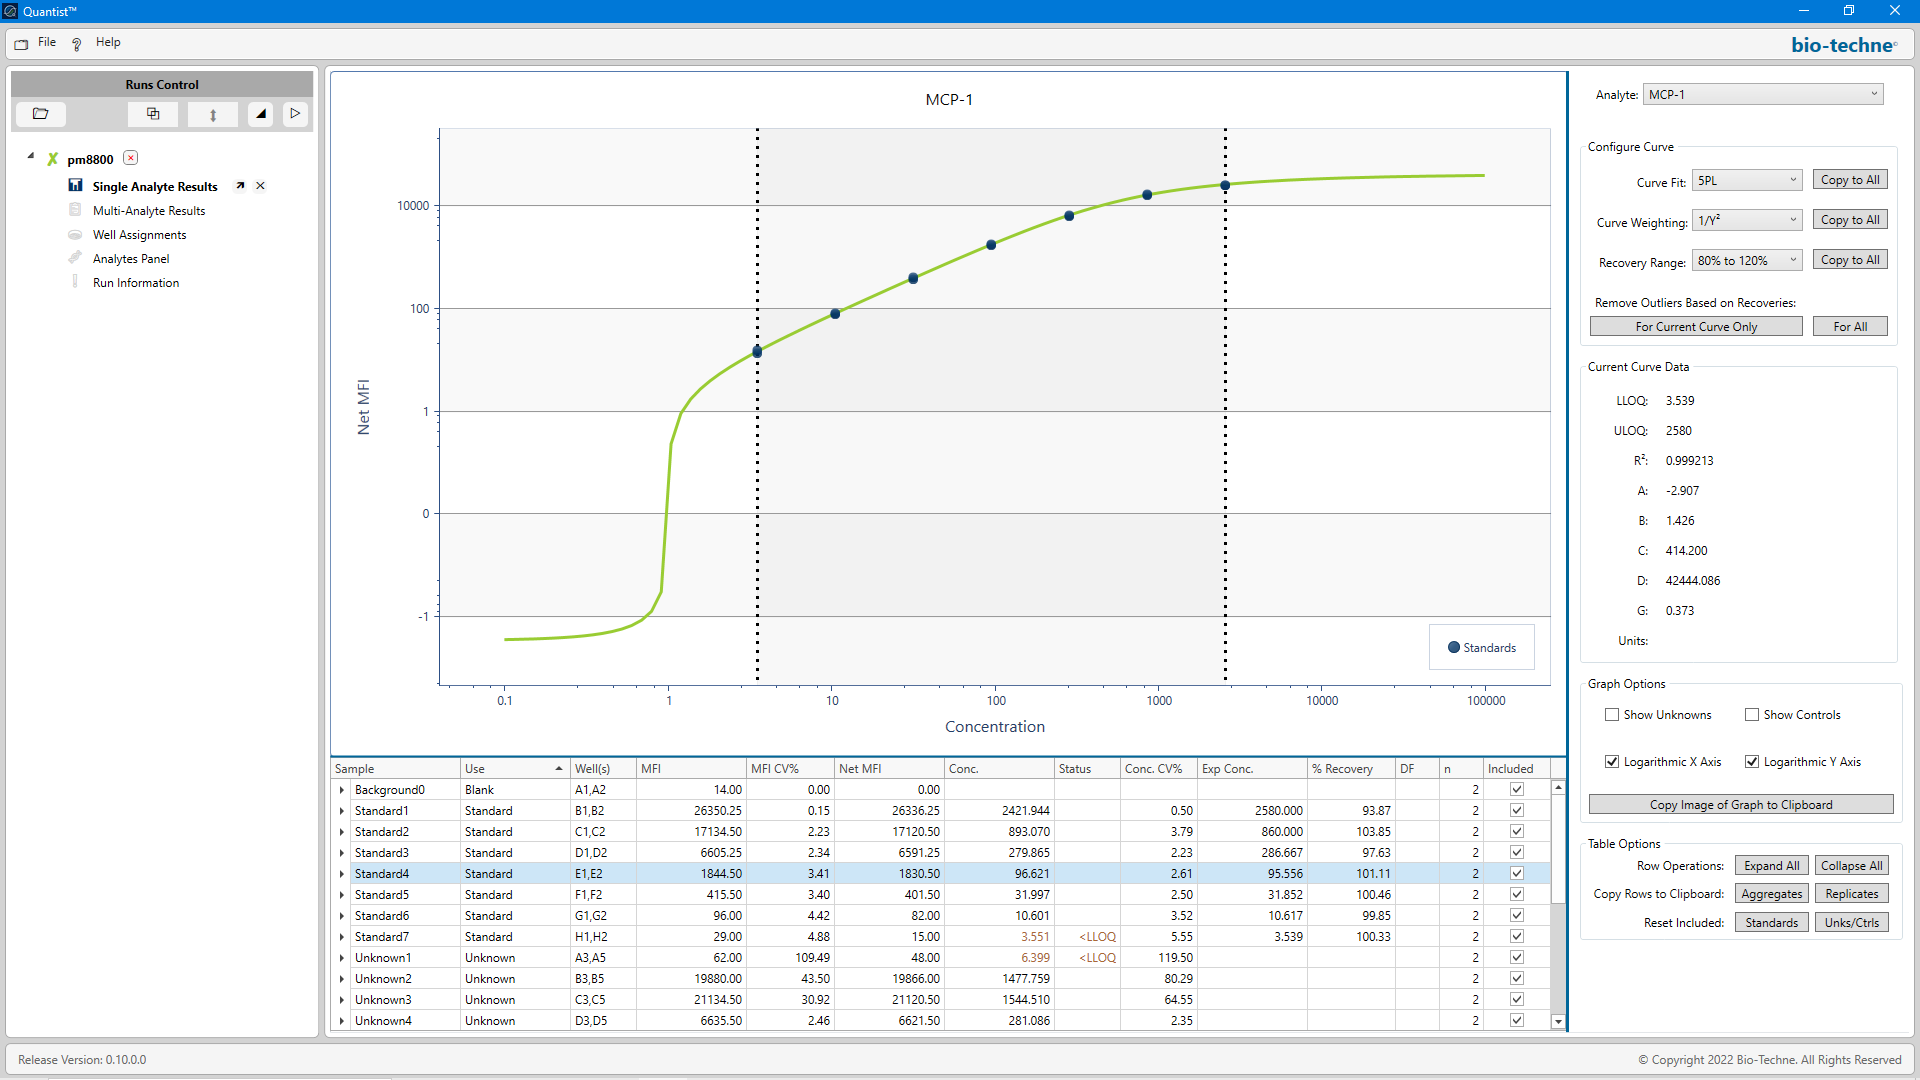 Quantist™
File Help
bio-techne®
Runs Control
pm8800
Single Analyte Results
Multi-Analyte Results
Well Assignments
Analytes Panel
Run Information
MCP-1
Net MFI
10000
100
1
0
-1
0.1 1 10 100 1000 10000 100000
Concentration
Standards
Sample Use Well(s) MFI MFI CV% Net MFI Conc. Status Conc. CV% Exp Conc. % Recovery DF n Included
Background0 Blank A1,A2 14.00 0.00 0.00 2
Standard1 Standard B1,B2 26350.25 0.15 26336.25 2421.944 0.50 2580.000 93.87 2
Standard2 Standard C1,C2 17134.50 2.23 17120.50 893.070 3.79 860.000 103.85 2
Standard3 Standard D1,D2 6605.25 2.34 6591.25 279.865 2.23 286.667 97.63 2
Standard4 Standard E1,E2 1844.50 3.41 1830.50 96.621 2.61 95.556 101.11 2
Standard5 Standard F1,F2 415.50 3.40 401.50 31.997 2.50 31.852 100.46 2
Standard6 Standard G1,G2 96.00 4.42 82.00 10.601 3.52 10.617 99.85 2
Standard7 Standard H1,H2 29.00 4.88 15.00 3.551 <LLOQ 5.55 3.539 100.33 2
Unknown1 Unknown A3,A5 62.00 109.49 48.00 6.399 <LLOQ 119.50 2
Unknown2 Unknown B3,B5 19880.00 43.50 19866.00 1477.759 80.29 2
Unknown3 Unknown C3,C5 21134.50 30.92 21120.50 1544.510 64.55 2
Unknown4 Unknown D3,D5 6635.50 2.46 6621.50 281.086 2.35 2
Analyte: MCP-1
Configure Curve
Curve Fit: 5PL Copy to All
Curve Weighting: 1/Y² Copy to All
Recovery Range: 80% to 120% Copy to All
Remove Outliers Based on Recoveries:
For Current Curve Only For All
Current Curve Data
LLOQ: 3.539
ULOQ: 2580
R²: 0.999213
A: -2.907
B: 1.426
C: 414.200
D: 42444.086
G: 0.373
Units:
Graph Options
Show Unknowns Show Controls
Logarithmic X Axis Logarithmic Y Axis
Copy Image of Graph to Clipboard
Table Options
Row Operations: Expand All Collapse All
Copy Rows to Clipboard: Aggregates Replicates
Reset Included: Standards Unks/Ctrls
Release Version: 0.10.0.0
© Copyright 2022 Bio-Techne. All Rights Reserved